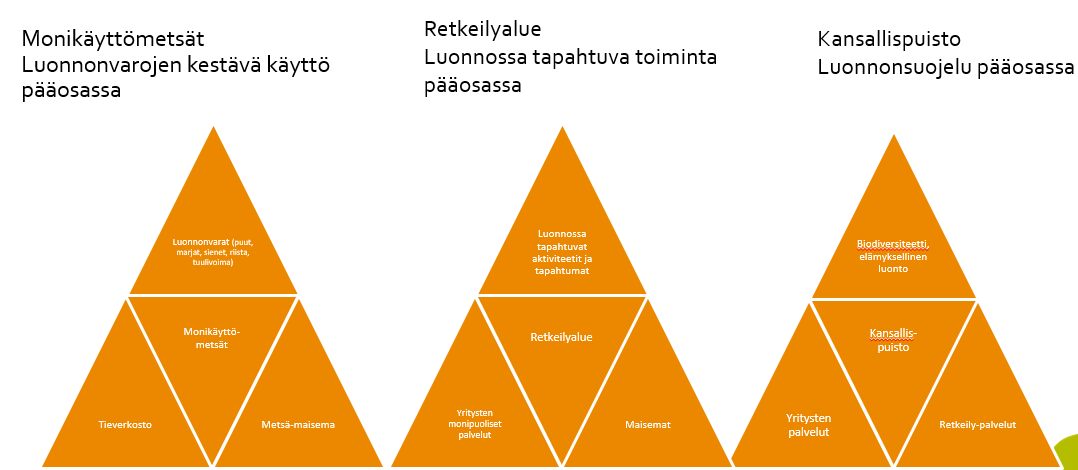 Monikäyttömetsät
Luonnonvarojen kestävä käyttö
pääosassa
Luonnonvarat (puut,
marjat, sienet, riista,
tuulivoima)
Monikäyttö-
metsät
Tieverkosto
Metsä-maisema
Retkeilyalue
Luonnossa tapahtuva toiminta
pääosassa
Luonnossa
tapahtuvat
aktiviteetit ja
tapahtumat
Retkeilyalue
Yritysten
monipuoliset
palvelut
Maisemat
Kansallispuisto
Luonnonsuojelu pääosassa
Biodiversiteetti,
elämyksellinen
luonto
Kansallis-
puisto
Yritysten
palvelut
Retkeily-palvelut